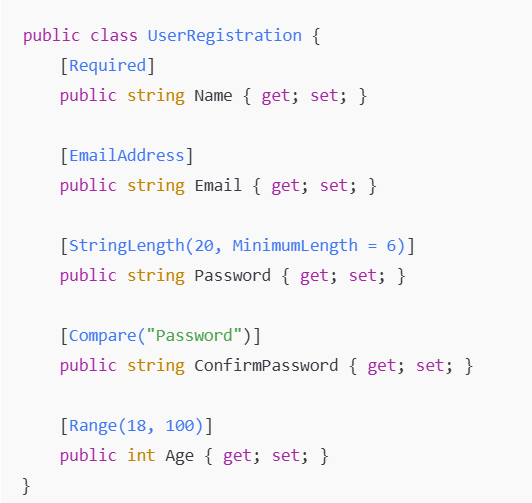 public class UserRegistration {
    [Required]
    public string Name { get; set; }

    [EmailAddress]
    public string Email { get; set; }

    [StringLength(20, MinimumLength = 6)]
    public string Password { get; set; }

    [Compare("Password")]
    public string ConfirmPassword { get; set; }

    [Range(18, 100)]
    public int Age { get; set; }
}